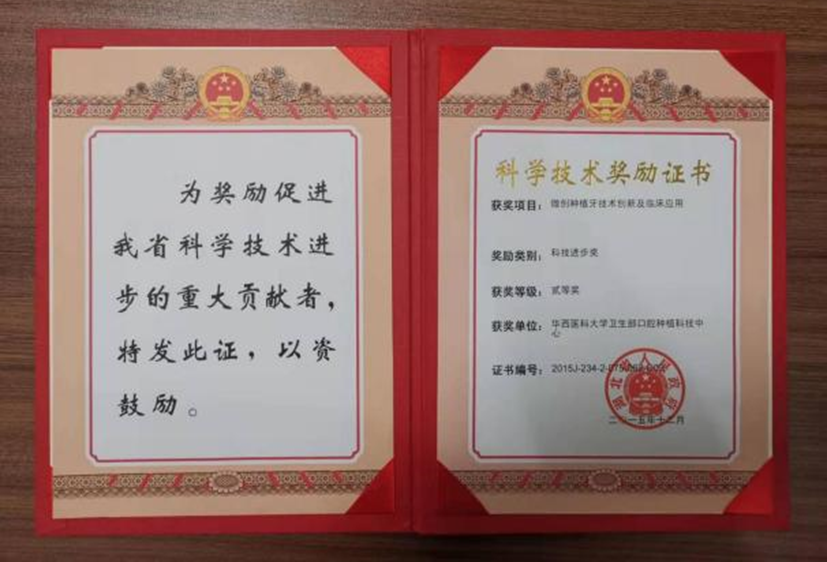 为奖励促进
我省科学技术进
步的重大贡献者，
特发此证，以资
鼓励。
科学技术奖励证书
获奖项目： 微创种植牙技术创新及临床应用
奖励类别： 科技进步奖
获奖等级： 贰等奖
获奖单位： 华西医科大学卫生部口腔种植科技中
心
证书编号： 2015J-234-2-075-
二〇一五年十二月